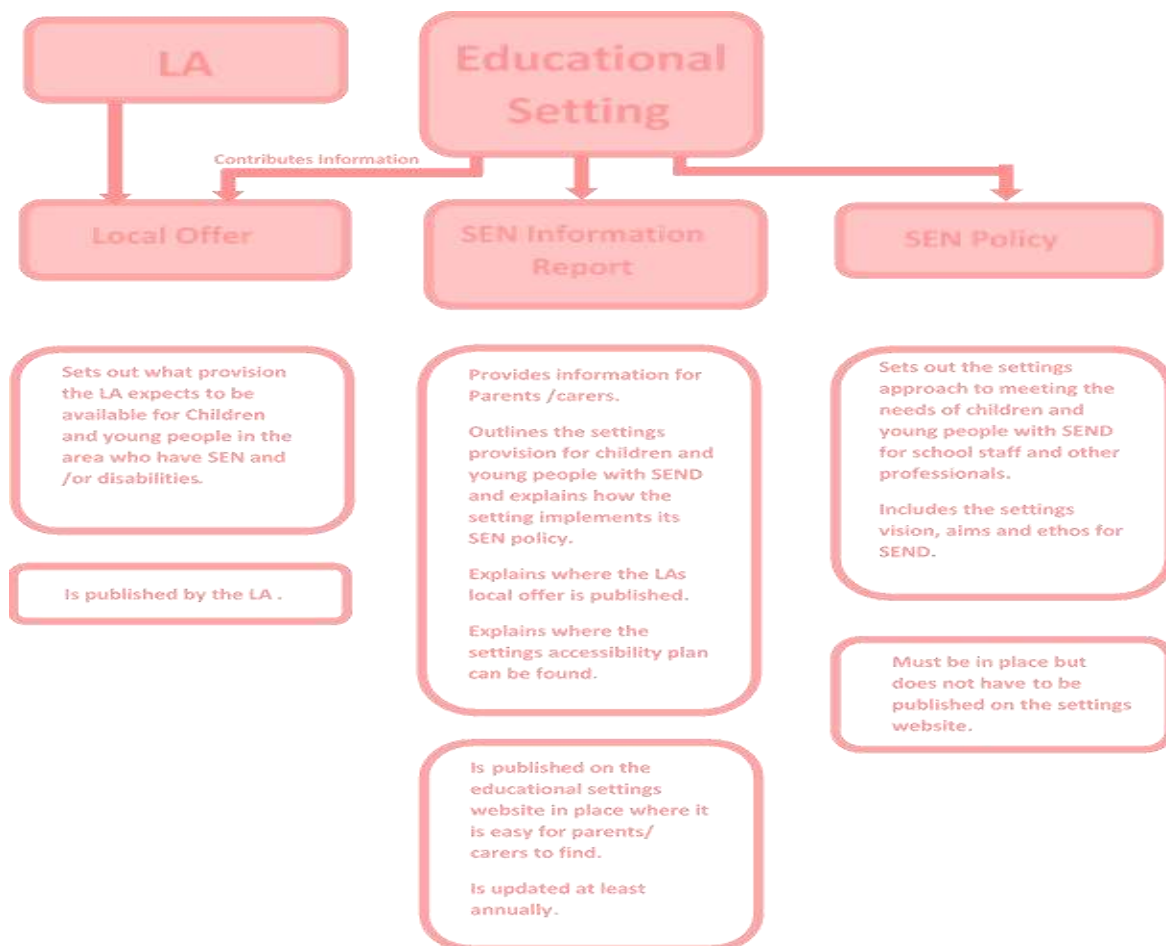 LA
Educational
Setting
Contributes Information
Local Offer
SEN Information
Report
SEN Policy
Sets out what provision
the LA expects to be
available for Children
and young people in the
area who have SEN and
/or disabilities.
Is published by the LA .
Provides information for
Parents /carers.
Outlines the settings
provision for children and
young people with SEND
and explains how the
setting implements its
SEN policy.
Explains where the LAs
local offer is published.
Explains where the
settings accessibility plan
can be found.
Is published on the
educational settings
website in place where it
is easy for parents/
carers to find.
Is updated at least
annually.
Sets out the settings
approach to meeting the
needs of children and
young people with SEND
for school staff and other
professionals.
Includes the settings
vision, aims and ethos for
SEND.
Must be in place but
does not have to be
published on the settings
website.